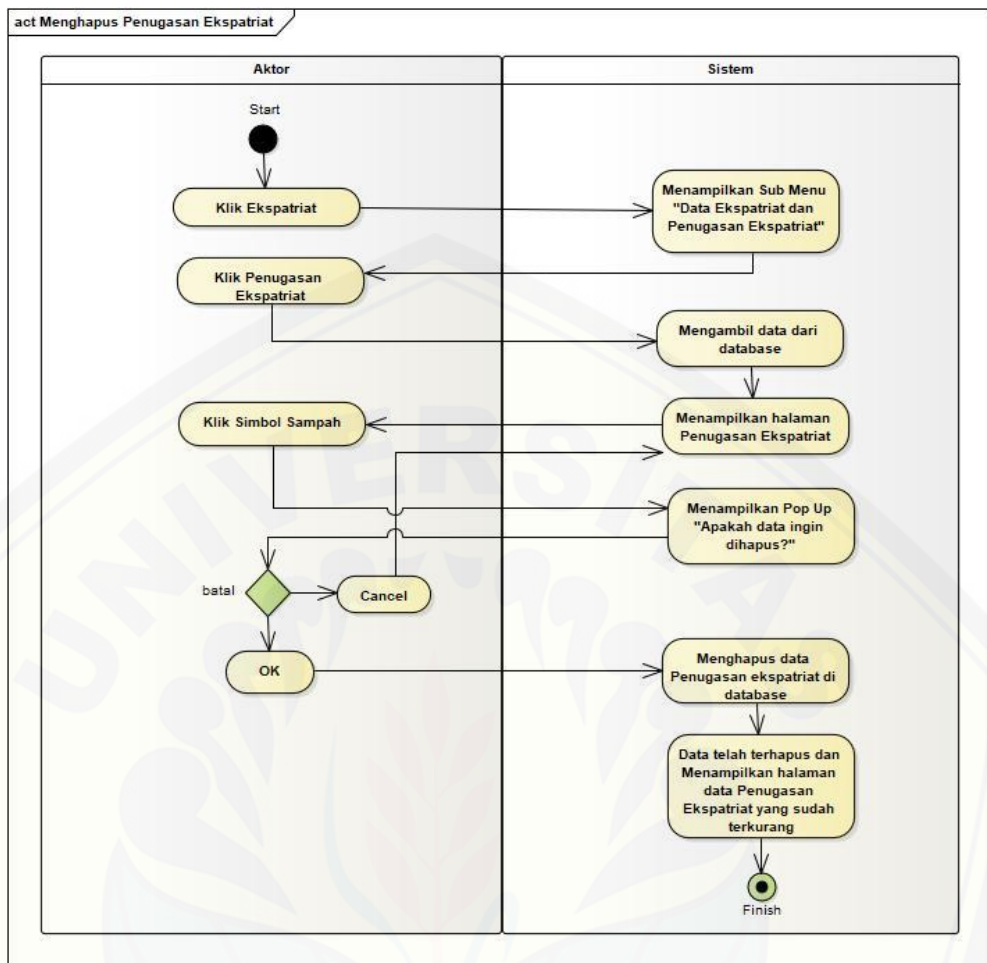 act Menghapus Penugasan Ekspatriat
Aktor
Sistem
Start
Klik Ekspatriat
Menampilkan Sub Menu
"Data Ekspatriat dan
Penugasan Ekspatriat"
Klik Penugasan
Ekspatriat
Mengambil data dari
database
Menampilkan halaman
Penugasan Ekspatriat
Klik Simbol Sampah
Menampilkan Pop Up
"Apakah data ingin
dihapus?"
batal
Cancel
OK
Menghapus data
Penugasan ekspatriat di
database
Data telah terhapus dan
Menampilkan halaman
data Penugasan
Ekspatriat yang sudah
terkurang
Finish
UNIVERSITAS